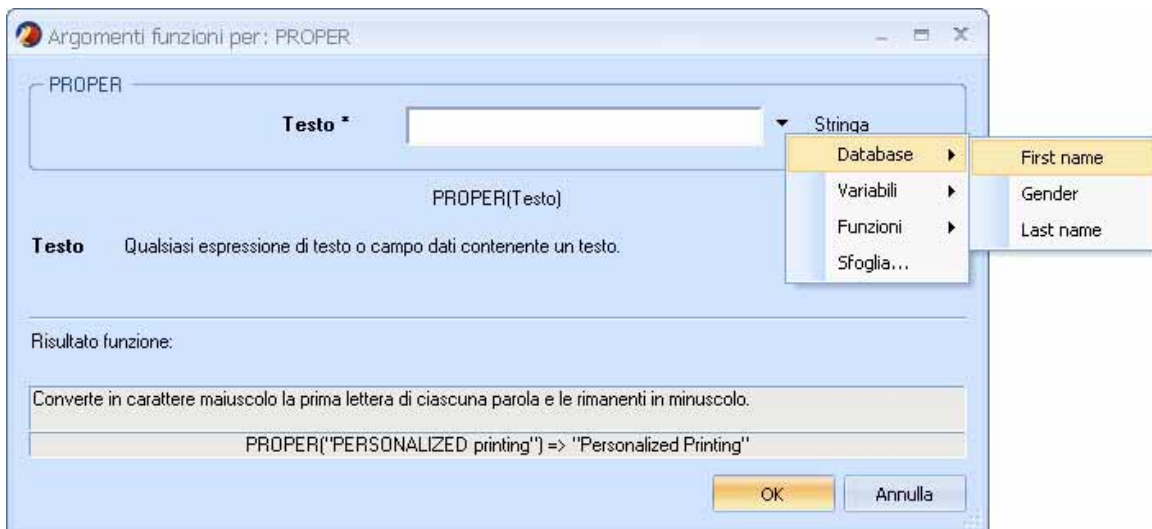 Argomenti funzioni per: PROPER
PROPER
Testo *
Stringa
Database
First name
Variabili
Gender
Funzioni
Last name
Sfoglia...
PROPER(Testo)
Testo Qualsiasi espressione di testo o campo dati contenente un testo.
Risultato funzione:
Converte in carattere maiuscolo la prima lettera di ciascuna parola e le rimanenti in minuscolo.
PROPER("PERSONALIZED printing") => "Personalized Printing"
OK
Annulla